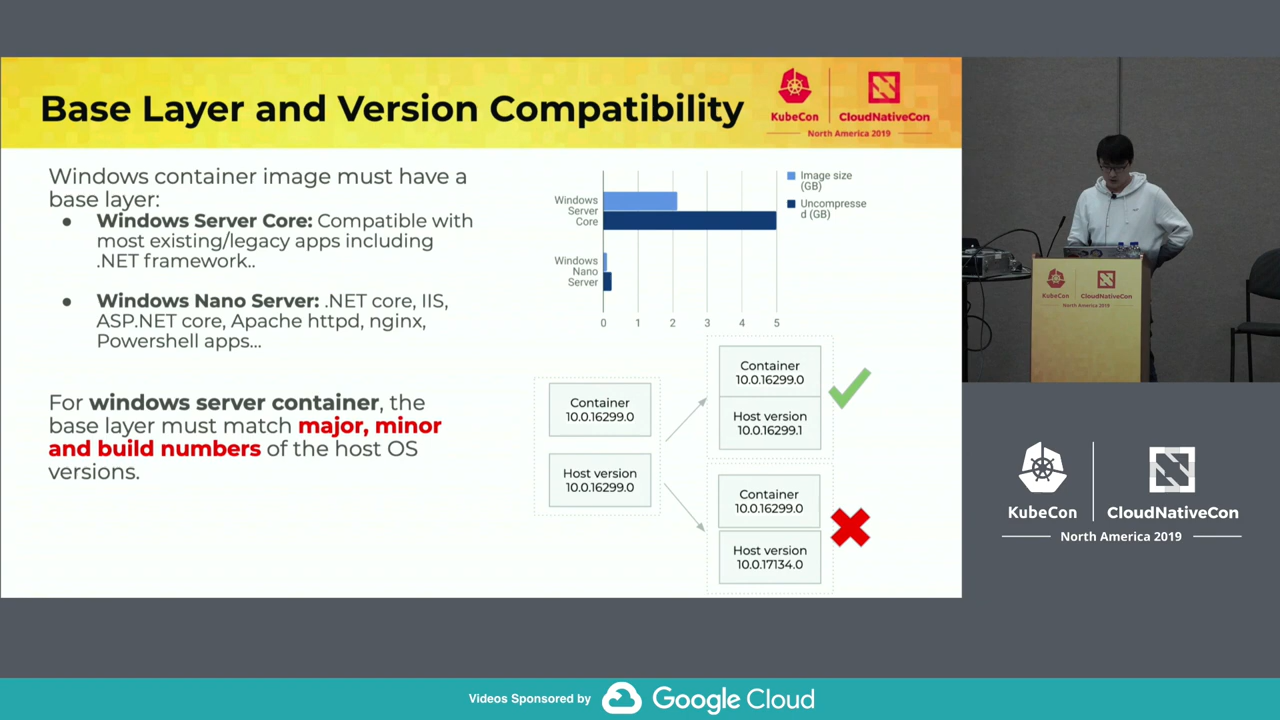 Base Layer and Version Compatibility
KubeCon
CloudNativeCon
North America 2019
Windows container image must have a
base layer:
● Windows Server Core: Compatible with
most existing/legacy apps including
.NET framework..
● Windows Nano Server: .NET core, IIS,
ASP.NET core, Apache httpd, nginx,
Powershell apps...
For windows server container, the
base layer must match major, minor
and build numbers of the host OS
versions.
Windows
Server
Core
Windows
Nano
Server
0 1 2 3 4 5
Image size
(GB)
Uncompresse
d (GB)
Container
10.0.16299.0
Host version
10.0.16299.0
Container
10.0.16299.0
Host version
10.0.16299.1
Container
10.0.16299.0
Host version
10.0.17134.0
KubeCon
CloudNativeCon
North America 2019
KubeCon
CloudNativeCon
North America 2019
Videos Sponsored by
Google Cloud